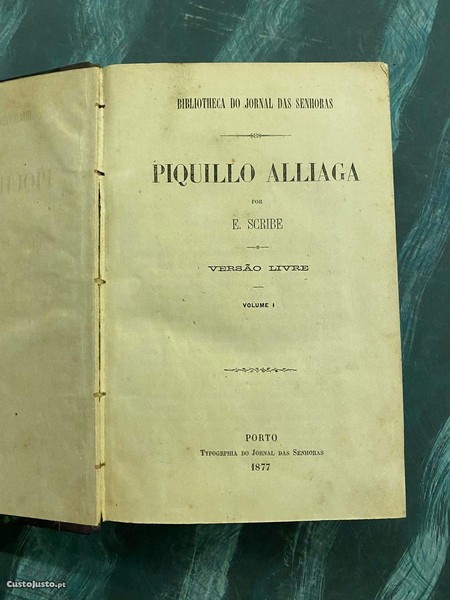 BIBLIOTHECA DO JORNAL DAS SENHORAS
PIQUILLO ALLIAGA
POR
E. SCRIBE
VERSÃO LIVRE
VOLUME I
PORTO
TYPOGRPHIA DO JORNAL DAS SENHORAS
1877
CustoJusto.pt